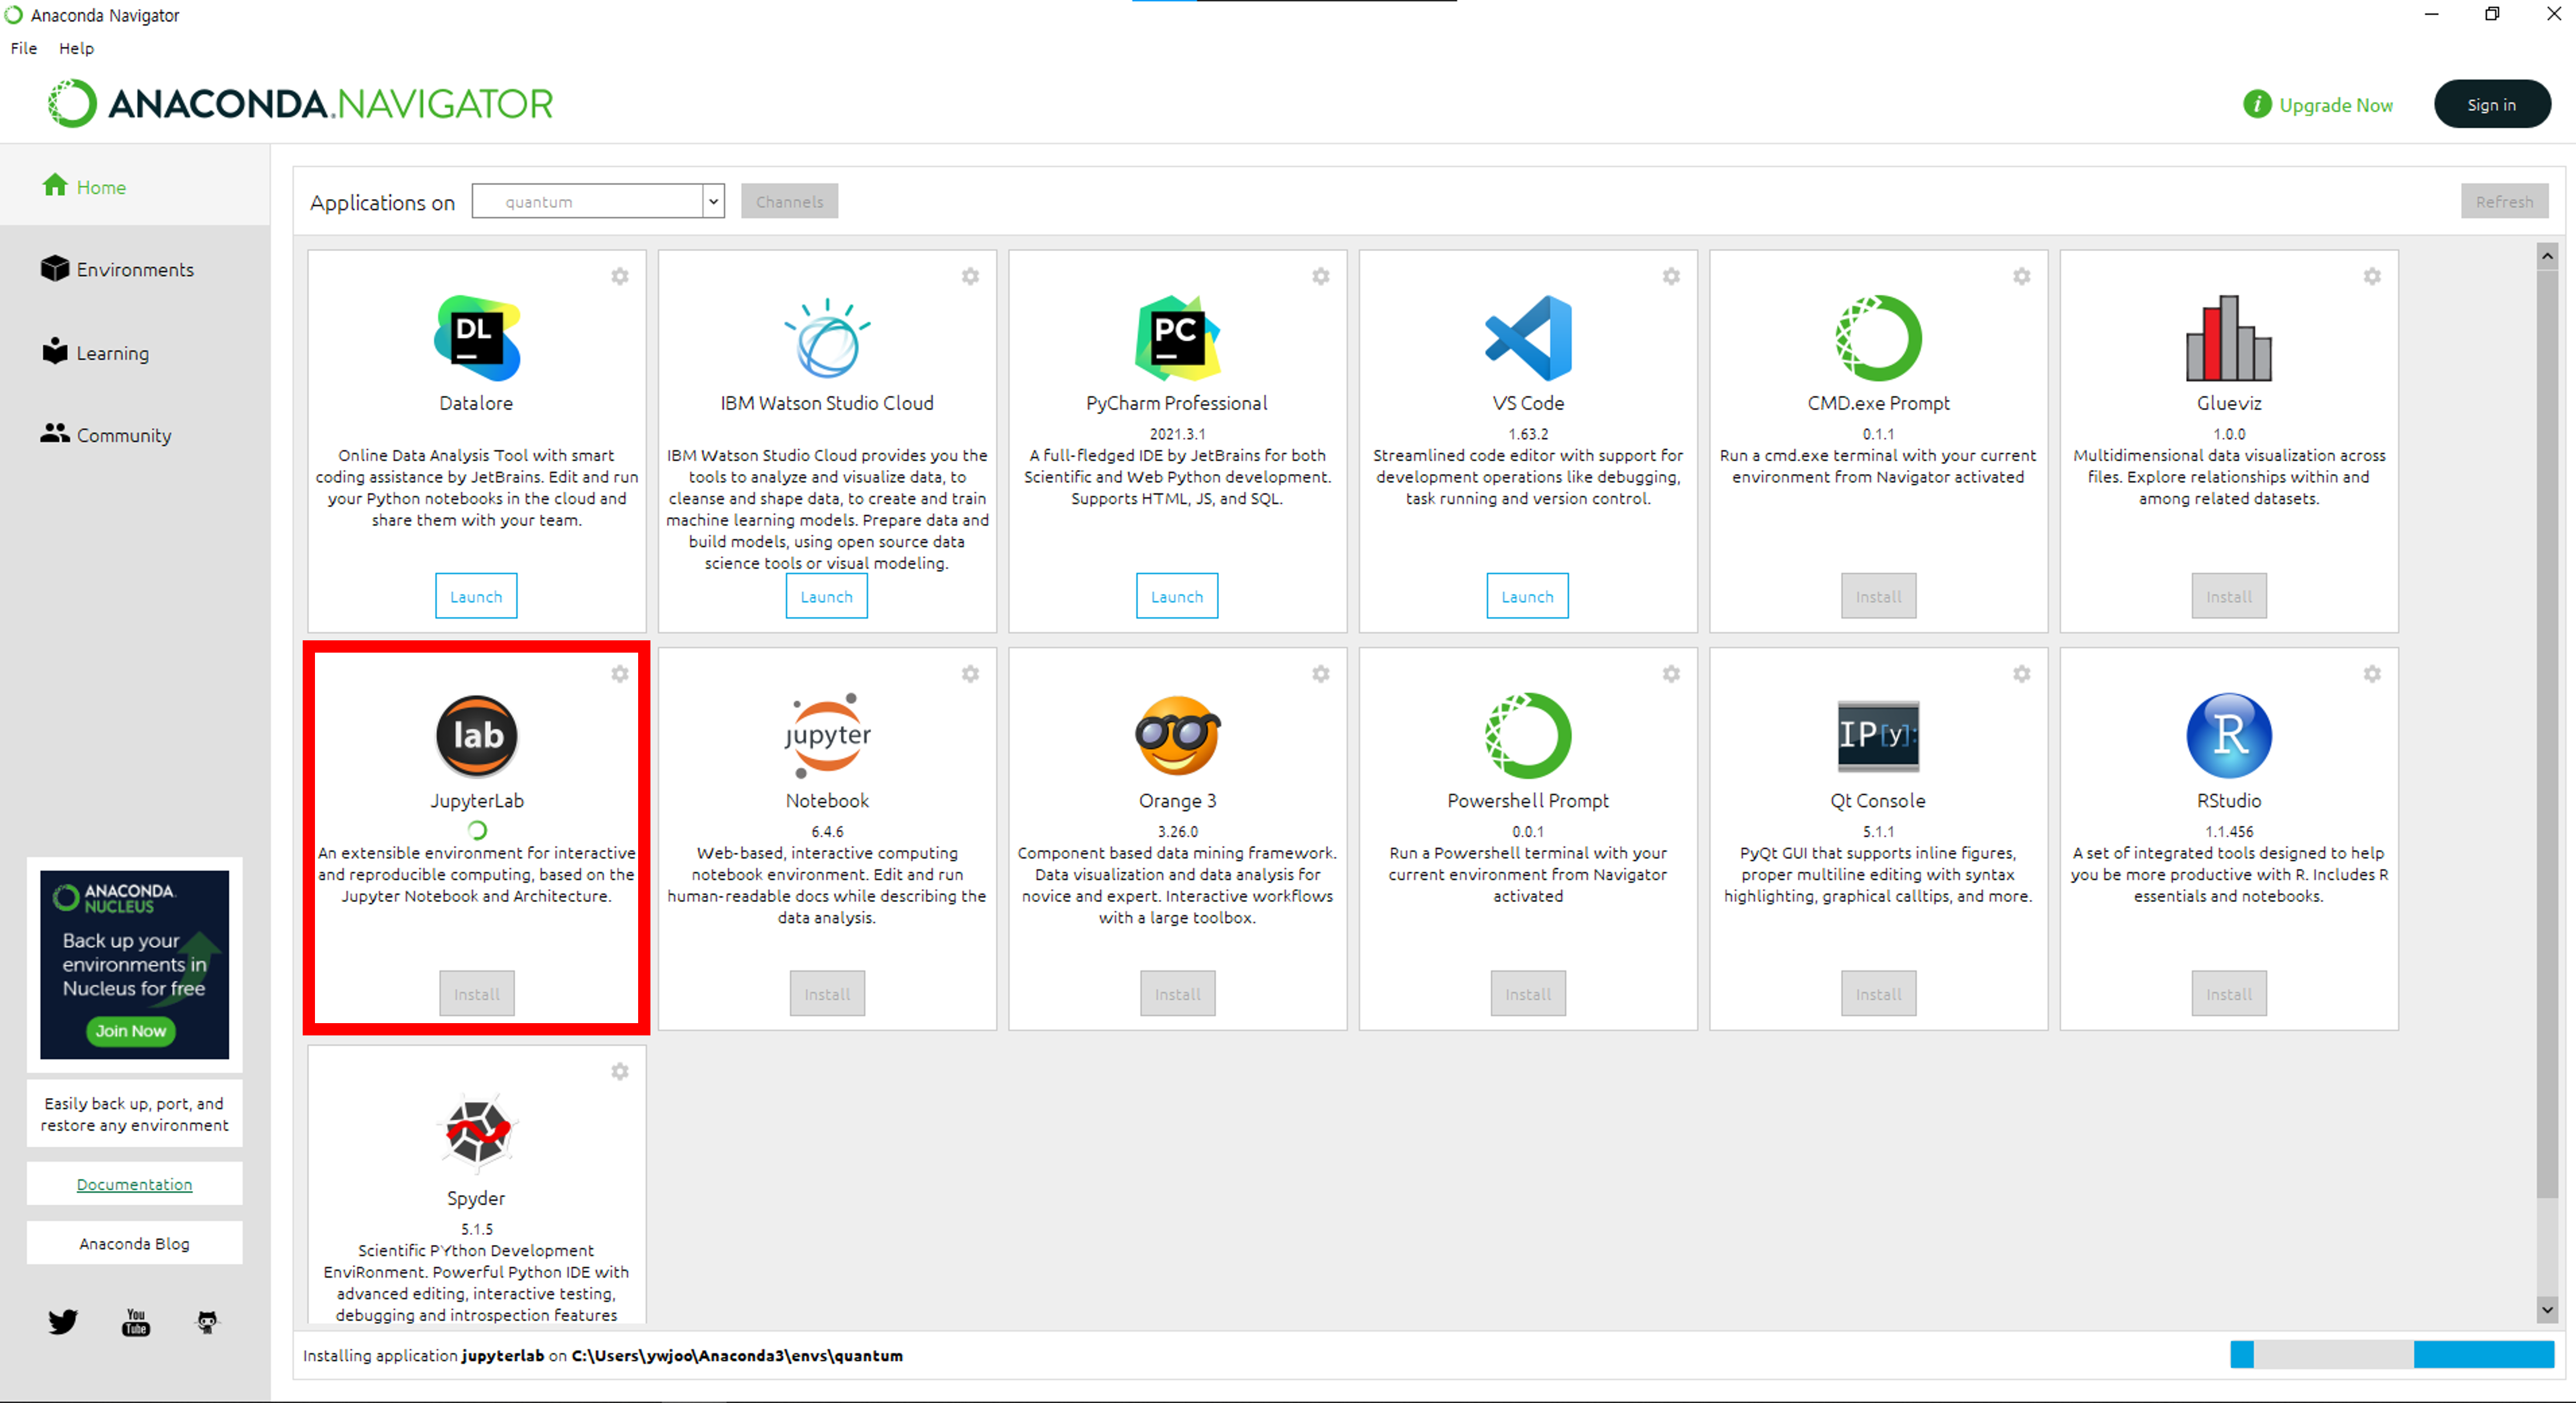 Anaconda Navigator
File Help
ANACONDA.NAVIGATOR
Upgrade Now
Sign in
Home
Environments
Learning
Community
Applications on quantum Channels Refresh
DL
Datalore
Online Data Analysis Tool with smart
coding assistance by JetBrains. Edit and run
your Python notebooks in the cloud and
share them with your team.
Launch
IBM Watson Studio Cloud
IBM Watson Studio Cloud provides you the
tools to analyze and visualize data, to
cleanse and shape data, to create and train
machine learning models. Prepare data and
build models, using open source data
science tools or visual modeling.
Launch
PC
PyCharm Professional
2021.3.1
A full-fledged IDE by JetBrains for both
Scientific and Web Python development.
Supports HTML, JS, and SQL.
Launch
VS Code
1.63.2
Streamlined code editor with support for
development operations like debugging,
task running and version control.
Launch
CMD.exe Prompt
0.1.1
Run a cmd.exe terminal with your current
environment from Navigator activated
Install
Glueviz
1.0.0
Multidimensional data visualization across
files. Explore relationships within and
among related datasets.
Install
lab
JupyterLab
An extensible environment for interactive
and reproducible computing, based on the
Jupyter Notebook and Architecture.
Install
jupyter
Notebook
6.4.6
Web-based, interactive computing
notebook environment. Edit and run
human-readable docs while describing the
data analysis.
Install
Orange 3
3.26.0
Component based data mining framework.
Data visualization and data analysis for
novice and expert. Interactive workflows
with a large toolbox.
Install
Powershell Prompt
0.0.1
Run a Powershell terminal with your
current environment from Navigator
activated
Install
IP[y]:
Qt Console
5.1.1
PyQt GUI that supports inline figures,
proper multiline editing with syntax
highlighting, graphical calltips, and more.
Install
R
RStudio
1.1.456
A set of integrated tools designed to help
you be more productive with R. Includes R
essentials and notebooks.
Install
Spyder
5.1.5
Scientific PYthon Development
EnviRonment. Powerful Python IDE with
advanced editing, interactive testing,
debugging and introspection features
ANACONDA.
NUCLEUS
Back up your
environments in
Nucleus for free
Join Now
Easily back up, port, and
restore any environment
Documentation
Anaconda Blog
You
Tube
Installing application jupyterlab on C:\Users\ywjoo\Anaconda3\envs\quantum